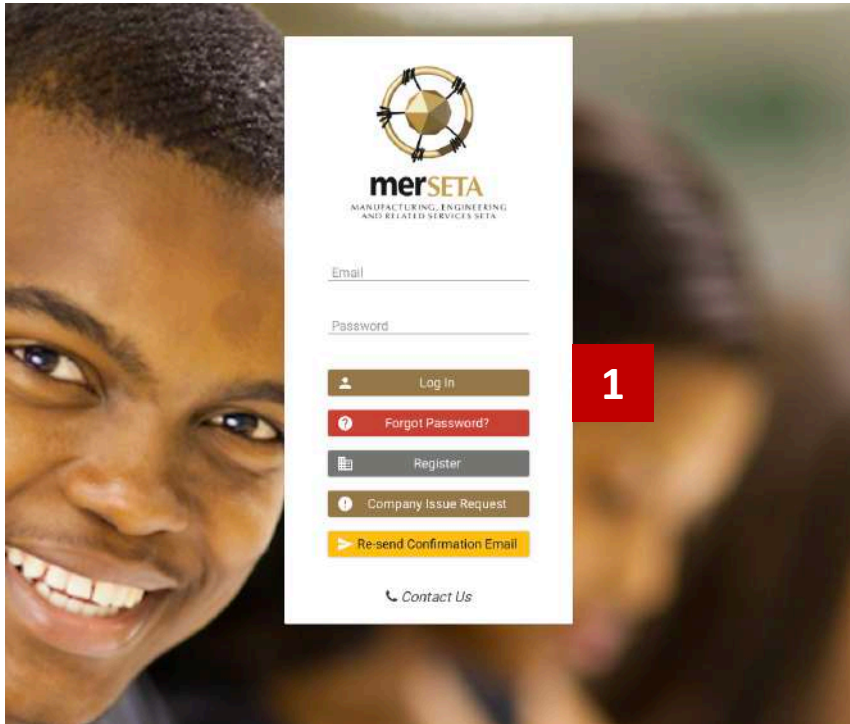 merSETA
MANUFACTURING, ENGINEERING
AND RELATED SERVICES SETA
Email
Password
Log In
1
Forgot Password?
Register
Company Issue Request
Re-send Confirmation Email
Contact Us